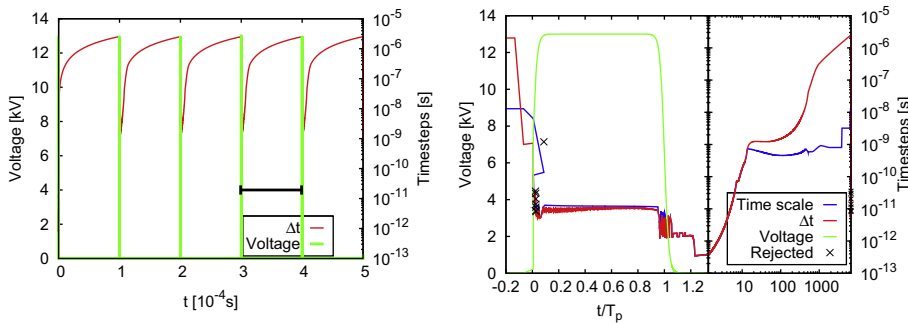 14
12
10
8
6
4
2
0
Voltage [kV]
0 1 2 3 4 5
t [10⁻⁴s]
10⁻⁵
10⁻⁶
10⁻⁷
10⁻⁸
10⁻⁹
10⁻¹⁰
10⁻¹¹
10⁻¹²
10⁻¹³
Timesteps [s]
Δt
Voltage
14
12
10
8
6
4
2
0
Voltage [kV]
-0.2 0 0.2 0.4 0.6 0.8 1 1.2 10 100 1000
t/Tₚ
10⁻⁵
10⁻⁶
10⁻⁷
10⁻⁸
10⁻⁹
10⁻¹⁰
10⁻¹¹
10⁻¹²
10⁻¹³
Timesteps [s]
Time scale
Δt
Voltage
Rejected